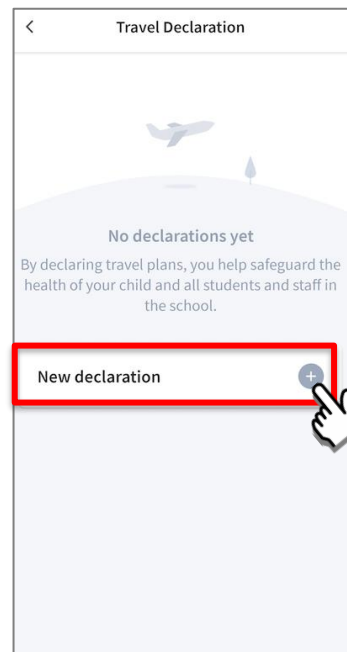 Travel Declaration
No declarations yet
By declaring travel plans, you help safeguard the
health of your child and all students and staff in
the school.
New declaration